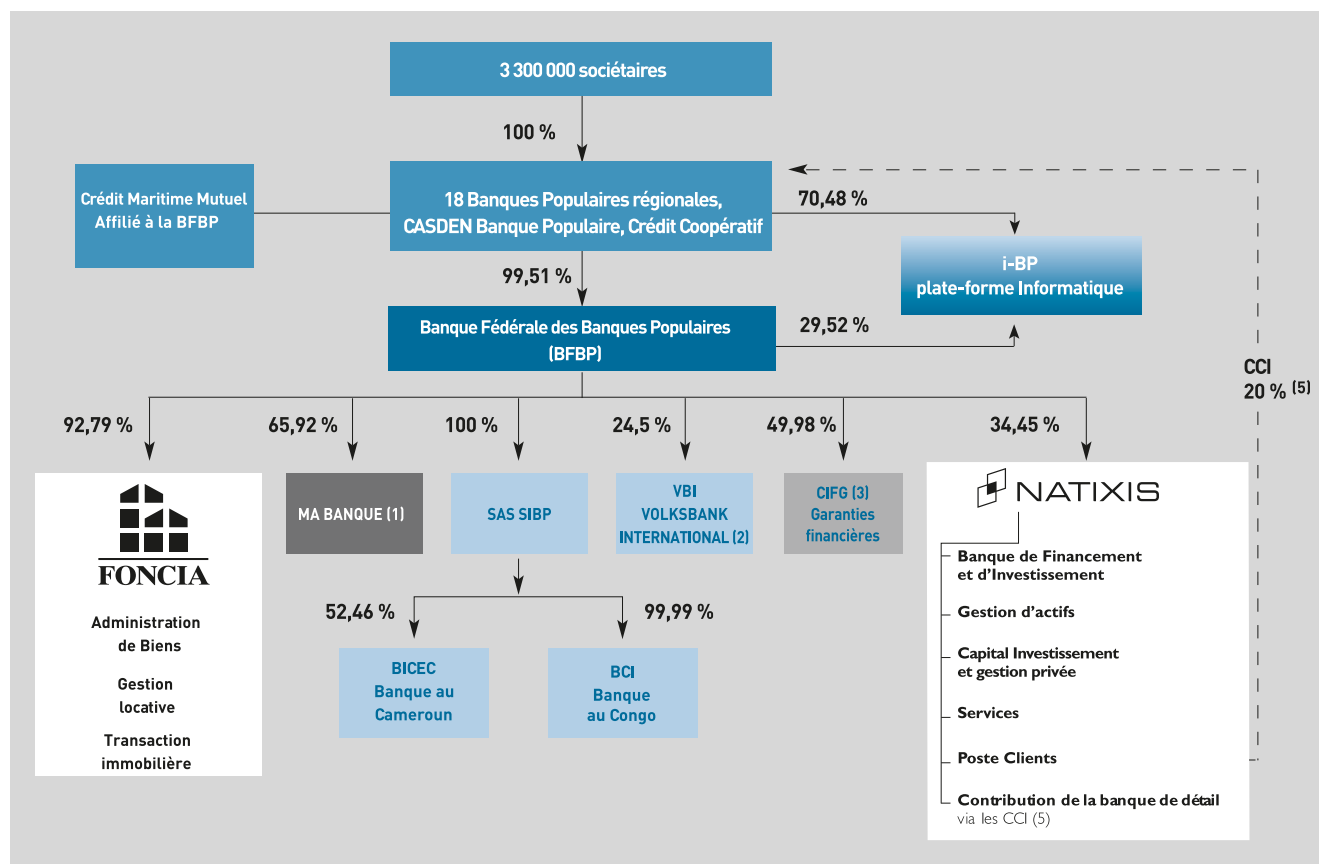 3 300 000 sociétaires
100 %
Crédit Maritime Mutuel
Affilié à la BFBP
18 Banques Populaires régionales,
CASDEN Banque Populaire, Crédit Coopératif
70,48 %
i-BP
plate-forme Informatique
99,51 %
Banque Fédérale des Banques Populaires
(BFBP)
29,52 %
CCI
20 % (5)
92,79 %
65,92 %
100 %
24,5 %
49,98 %
34,45 %
FONCIA
Administration
de Biens
Gestion
locative
Transaction
immobilière
MA BANQUE (1)
SAS SIBP
VBI
VOLKSBANK
INTERNATIONAL (2)
CIFG (3)
Garanties
financières
NATIXIS
Banque de Financement
et d'Investissement
Gestion d'actifs
Capital Investissement
et gestion privée
Services
Poste Clients
Contribution de la banque de détail
via les CCI (5)
52,46 %
99,99 %
BICEC
Banque au
Cameroun
BCI
Banque
au Congo